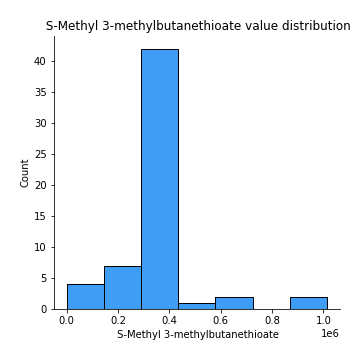 S-Methyl 3-methylbutanethioate value distribution
40
35
30
25
20
15
10
5
0
Count
0.0 0.2 0.4 0.6 0.8 1.0
1e6
S-Methyl 3-methylbutanethioate